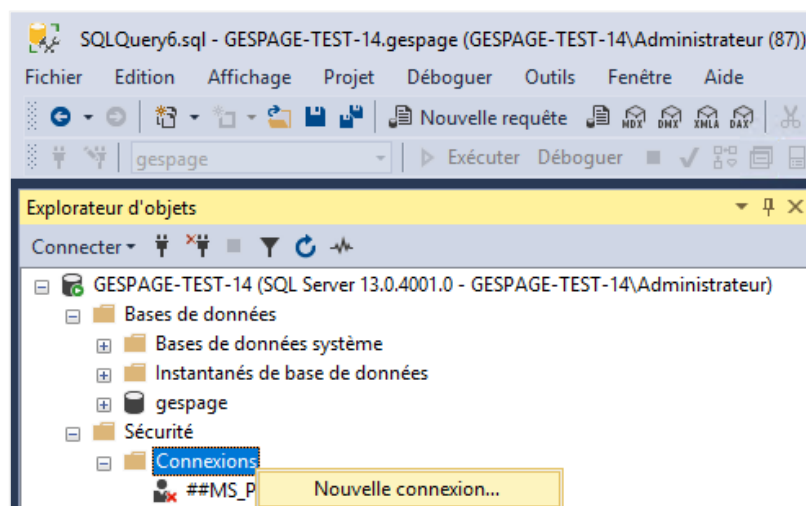 SQLQuery6.sql - GESPAGE-TEST-14.gespage (GESPAGE-TEST-14\Administrateur (87))
Fichier Edition Affichage Projet Déboguer Outils Fenêtre Aide
Nouvelle requête MDX DMX XMLA DAX
gespage Exécuter Déboguer
Explorateur d'objets
Connecter
GESPAGE-TEST-14 (SQL Server 13.0.4001.0 - GESPAGE-TEST-14\Administrateur)
Bases de données
Bases de données système
Instantanés de base de données
gespage
Sécurité
Connexions
##MS_P Nouvelle connexion...